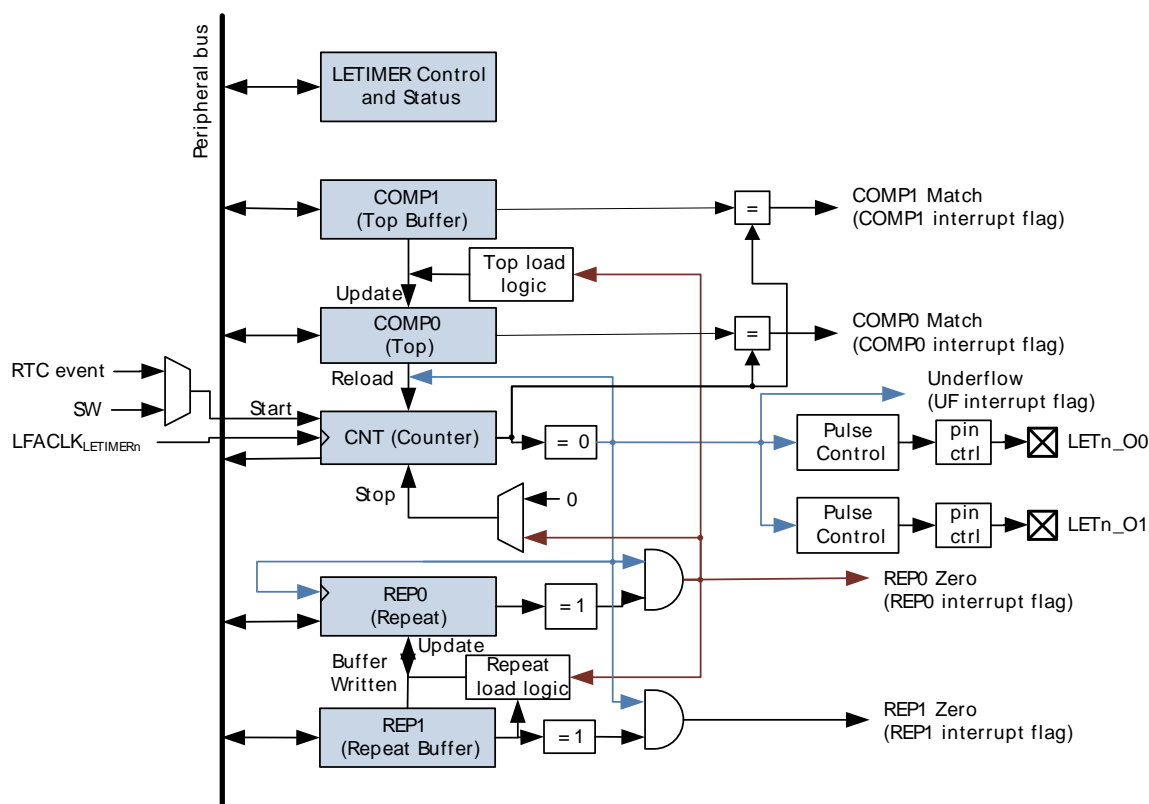 Peripheral bus
LETIMER Control
and Status
COMP1
(Top Buffer)
=
COMP1 Match
(COMP1 interrupt flag)
Top load
logic
Update
COMP0
(Top)
=
COMP0 Match
(COMP0 interrupt flag)
RTC event
Reload
SW
Start
Underflow
(UF interrupt flag)
LFACLKLETIMERn
CNT (Counter)
= 0
Pulse
Control
pin
ctrl
LETn_O0
Stop
0
Pulse
Control
pin
ctrl
LETn_O1
REP0
(Repeat)
= 1
REP0 Zero
(REP0 interrupt flag)
Update
Buffer
Written
Repeat
load logic
REP1
(Repeat Buffer)
= 1
REP1 Zero
(REP1 interrupt flag)